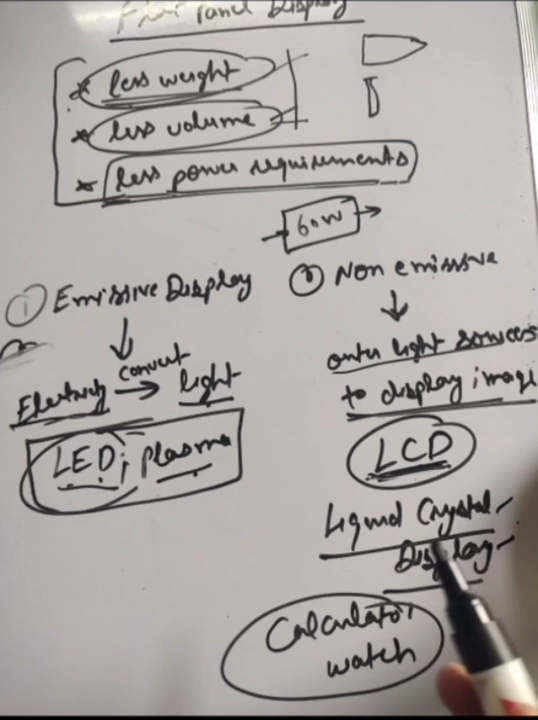 Flat Panel Display
* less weight
* less volume
* less power requirements
60W
① Emissive Display
② Non emissive
Electricity convert → light
LED, plasma
outer light sources
to display image
LCD
Liquid Crystal
Display
Calculator
watch